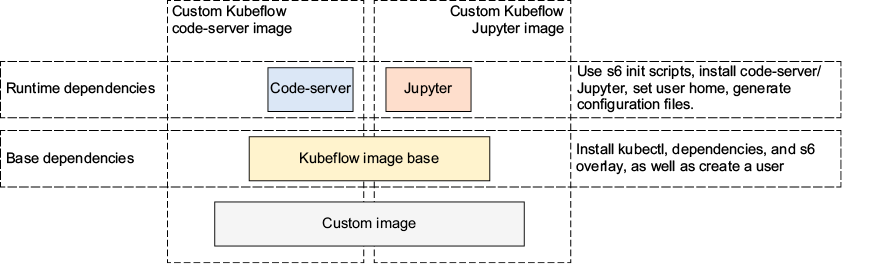 Custom Kubeflow
code-server image
Custom Kubeflow
Jupyter image
Runtime dependencies
Code-server
Jupyter
Use s6 init scripts, install code-server/
Jupyter, set user home, generate
configuration files.
Base dependencies
Kubeflow image base
Install kubectl, dependencies, and s6
overlay, as well as create a user
Custom image